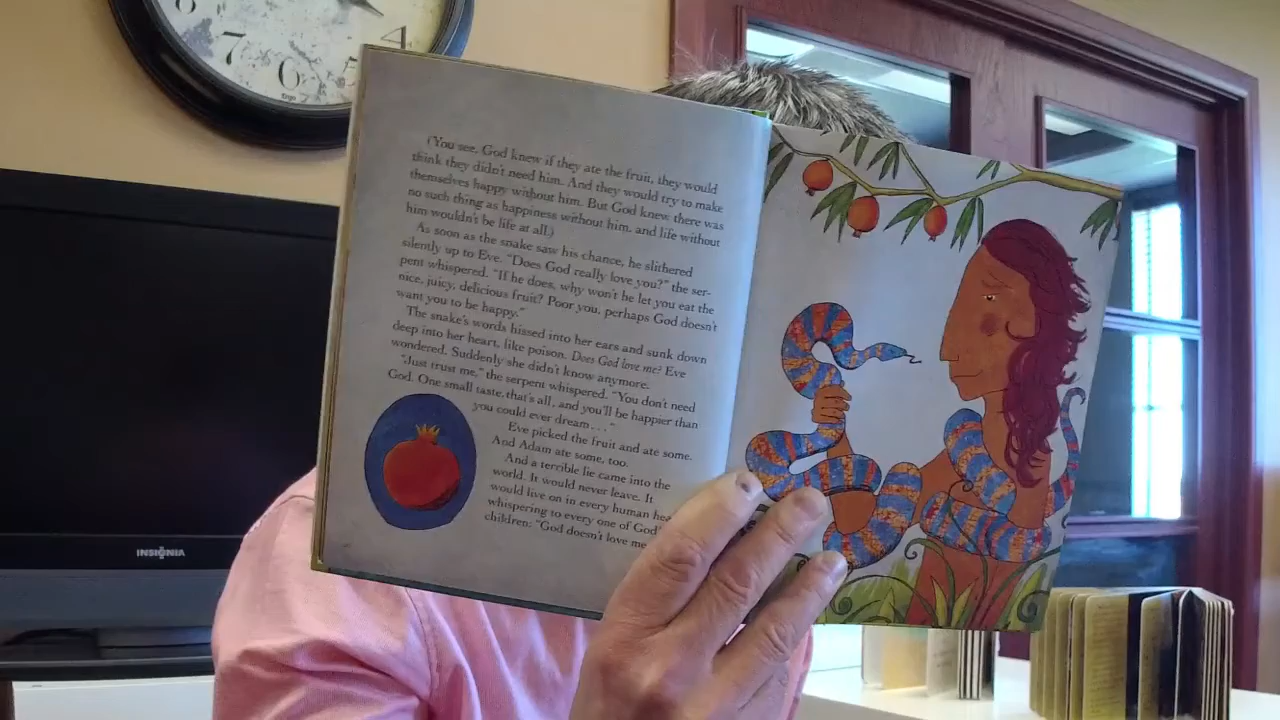 8
7
6
5
4
(You see, God knew if they ate the fruit, they would
think they didn't need him. And they would try to make
themselves happy without him. But God knew there was
no such thing as happiness without him, and life without
him wouldn't be life at all.)
As soon as the snake saw his chance, he slithered
silently up to Eve. "Does God really love you?" the ser-
pent whispered. "If he does, why won't he let you eat the
nice, juicy, delicious fruit? Poor you, perhaps God doesn't
want you to be happy."
The snake's words hissed into her ears and sunk down
deep into her heart, like poison. Does God love me? Eve
wondered. Suddenly she didn't know anymore.
"Just trust me," the serpent whispered. "You don't need
God. One small taste, that's all, and you'll be happier than
you could ever dream . . ."
Eve picked the fruit and ate some.
And Adam ate some, too.
And a terrible lie came into the
world. It would never leave. It
would live on in every human hea
whispering to every one of God'
children: "God doesn't love me
INSIGNIA